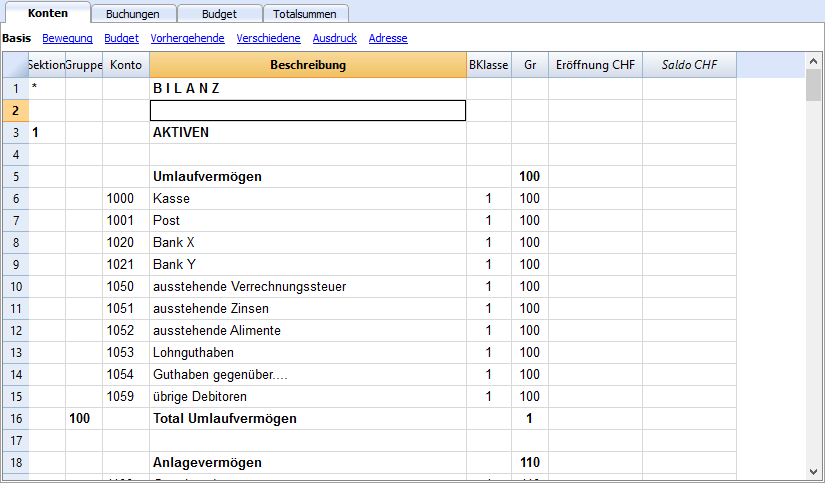 Konten Buchungen Budget Totalsummen
Basis Bewegung Budget Vorhergehende Verschiedene Ausdruck Adresse
Sektion Gruppe Konto Beschreibung BKlasse Gr Eröffnung CHF Saldo CHF
1 * B I L A N Z
2
3 1 AKTIVEN
4
5 Umlaufvermögen 100
6 1000 Kasse 1 100
7 1001 Post 1 100
8 1020 Bank X 1 100
9 1021 Bank Y 1 100
10 1050 ausstehende Verrechnungssteuer 1 100
11 1051 ausstehende Zinsen 1 100
12 1052 ausstehende Alimente 1 100
13 1053 Lohnguthaben 1 100
14 1054 Guthaben gegenüber.... 1 100
15 1059 übrige Debitoren 1 100
16 100 Total Umlaufvermögen 1
17
18 Anlagevermögen 110